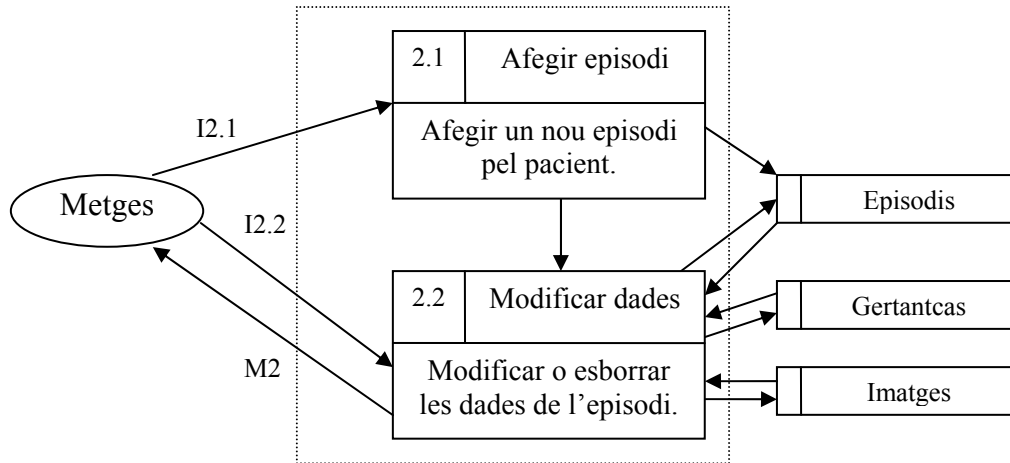 2.1
Afegir episodi
I2.1
Afegir un nou episodi
pel pacient.
Metges
Episodis
I2.2
2.2
Modificar dades
Gertantcas
M2
Modificar o esborrar
les dades de l’episodi.
Imatges